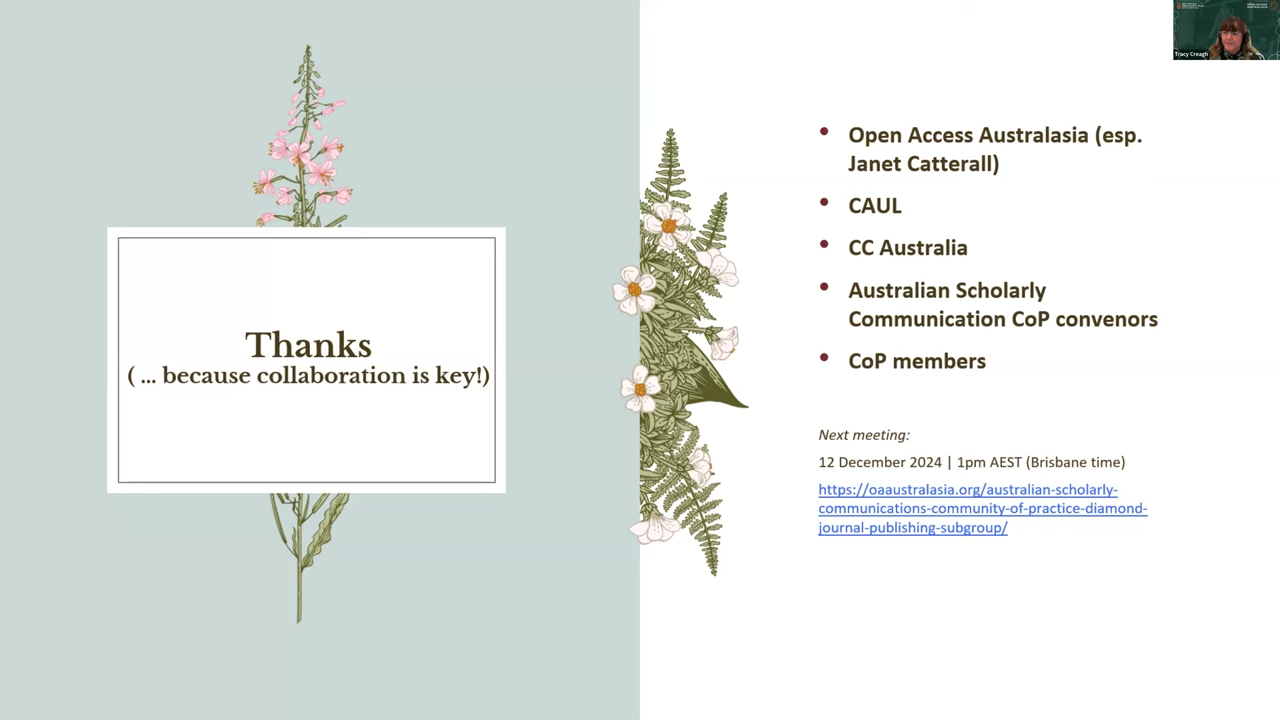 Thanks
( ... because collaboration is key!)
• Open Access Australasia (esp.
Janet Catterall)
• CAUL
• CC Australia
• Australian Scholarly
Communication CoP convenors
• CoP members
Next meeting:
12 December 2024 | 1pm AEST (Brisbane time)
https://oaaustralasia.org/australian-scholarly-
communications-community-of-practice-diamond-
journal-publishing-subgroup/
Tracy Creagh